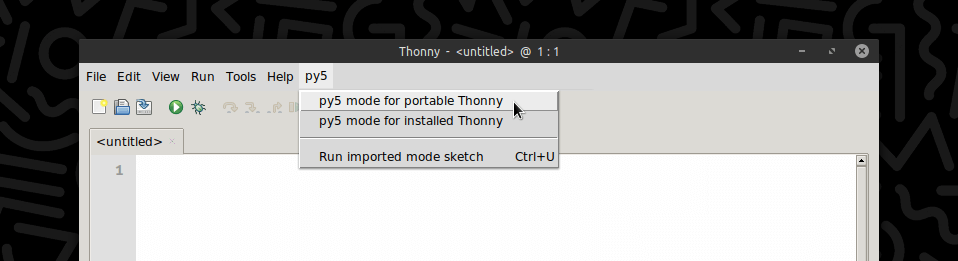 Thonny - <untitled> @ 1 : 1
File Edit View Run Tools Help py5
py5 mode for portable Thonny
py5 mode for installed Thonny
Run imported mode sketch Ctrl+U
<untitled>
1